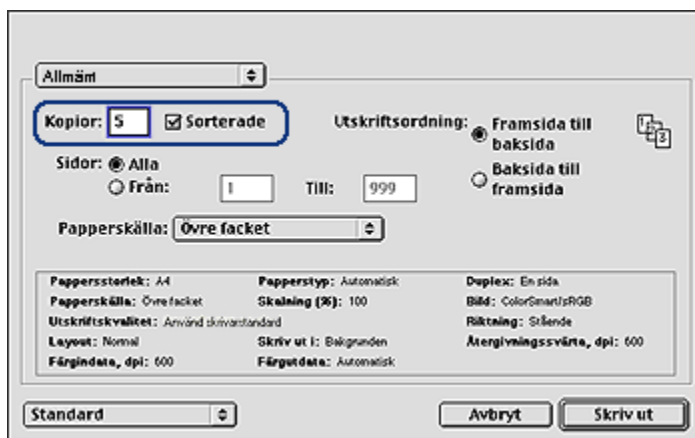 Allmänt
Kopior: 5 Sorterade Utskriftsordning: Framsida till baksida
Sidor: Alla
Från: 1 Till: 999
Baksida till framsida
1 3
Papperskälla: Övre facket
Pappersstorlek: A4 Papperstyp: Automatisk Duplex: En sida
Papperskälla: Övre facket Skalning (%): 100 Bild: ColorSmart/sRGB
Utskriftskvalitet: Använd skrivarstandard Riktning: Stående
Layout: Normal Skriv ut i: Bakgrunden Återgivningssvärta, dpi: 600
Färgindata, dpi: 600 Färgutdata: Automatisk
Standard Avbryt Skriv ut